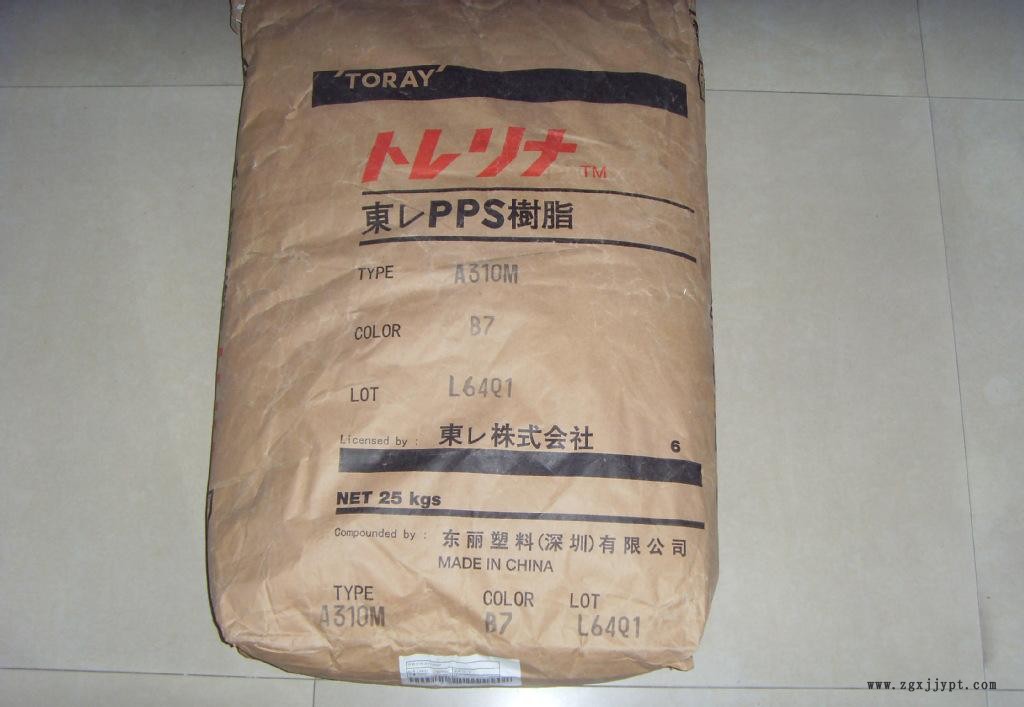 TORAY
トレリナ TM
東レPPS樹脂
TYPE A310M
COLOR B7
LOT L64Q1
Licensed by : 東レ株式会社 6
NET 25 kgs
Compounded by : 东丽塑料(深圳)有限公司
MADE IN CHINA
TYPE COLOR LOT
A310M B7 L64Q1
www.zgxjjypt.com